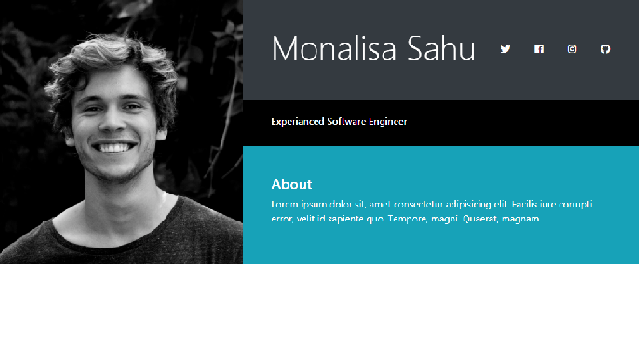 Monalisa Sahu
Experianced Software Engineer
About
Lorem ipsum dolor sit, amet consectetur adipisicing elit. Facilis iure corrupti
error, velit id sapiente quo. Tempore, magni. Quaerat, magnam.